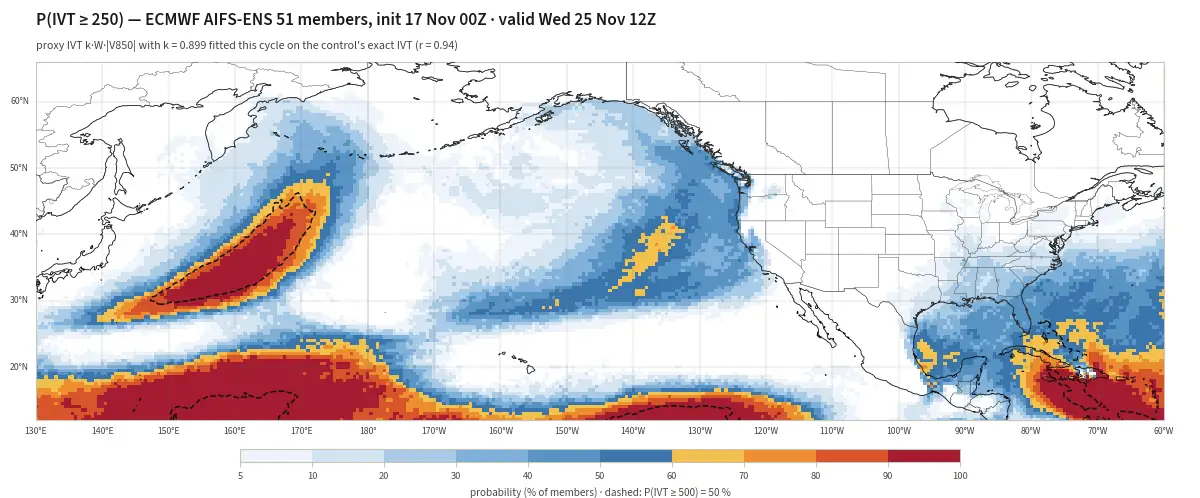 P(IVT ≥ 250) — ECMWF AIFS-ENS 51 members, init 17 Nov 00Z · valid Wed 25 Nov 12Z
proxy IVT k·W·|V850| with k = 0.899 fitted this cycle on the control's exact IVT (r = 0.94)
60°N
50°N
40°N
30°N
20°N
130°E 140°E 150°E 160°E 170°E 180° 170°W 160°W 150°W 140°W 130°W 120°W 110°W 100°W 90°W 80°W 70°W 60°W
5 10 20 30 40 50 60 70 80 90 100
probability (% of members) · dashed: P(IVT ≥ 500) = 50 %